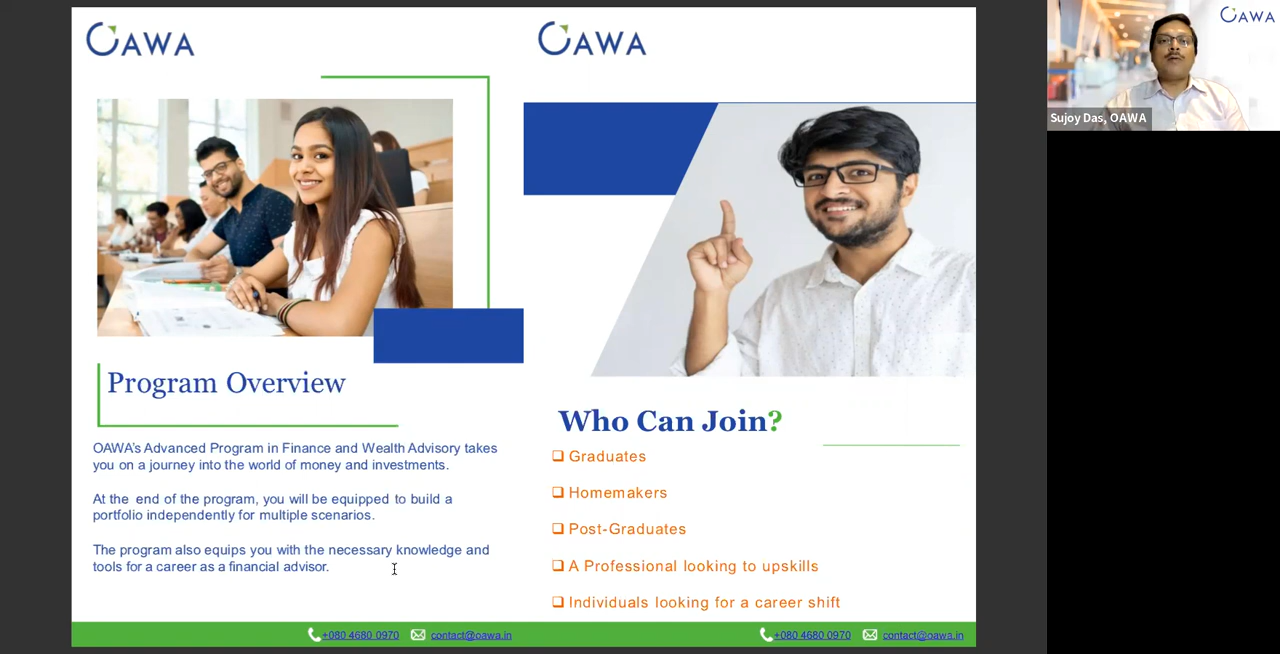 OAWA
Program Overview
OAWA's Advanced Program in Finance and Wealth Advisory takes
you on a journey into the world of money and investments.
At the end of the program, you will be equipped to build a
portfolio independently for multiple scenarios.
The program also equips you with the necessary knowledge and
tools for a career as a financial advisor.
+080 4680 0970 contact@oawa.in
OAWA
Who Can Join?
❑ Graduates
❑ Homemakers
❑ Post-Graduates
❑ A Professional looking to upskills
❑ Individuals looking for a career shift
+080 4680 0970 contact@oawa.in
OAWA
Sujoy Das, OAWA